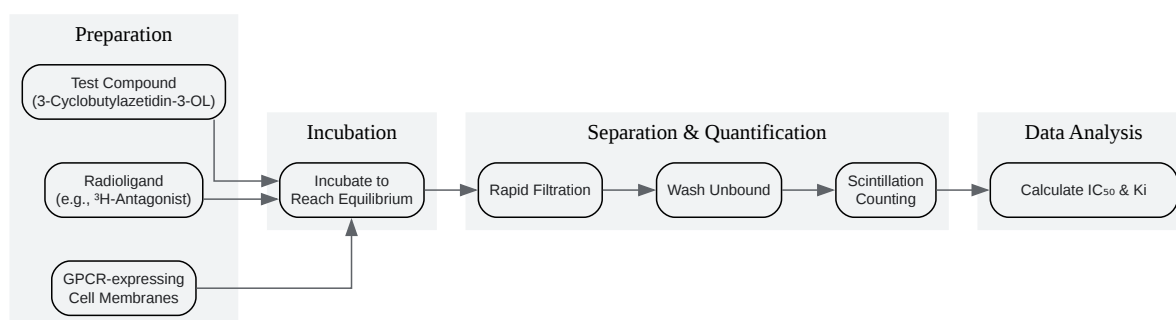 Preparation
Test Compound
(3-Cyclobutylazetidin-3-OL)
Radioligand
(e.g., ³H-Antagonist)
GPCR-expressing
Cell Membranes
Incubation
Incubate to
Reach Equilibrium
Separation & Quantification
Rapid Filtration
Wash Unbound
Scintillation
Counting
Data Analysis
Calculate IC₅₀ & Ki